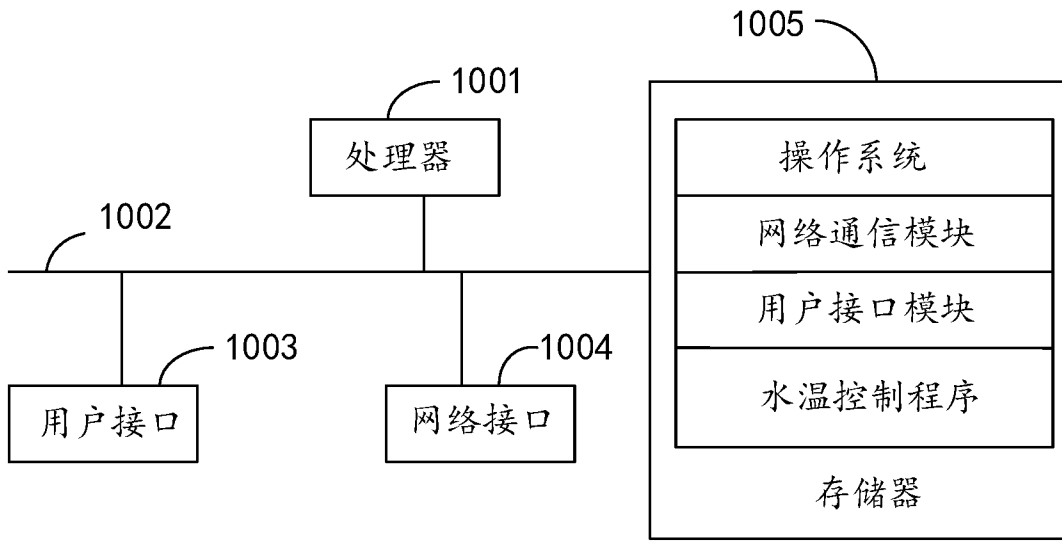 1005
1001
处理器
操作系统
1002
网络通信模块
用户接口模块
1003
1004
用户接口
网络接口
水温控制程序
存储器